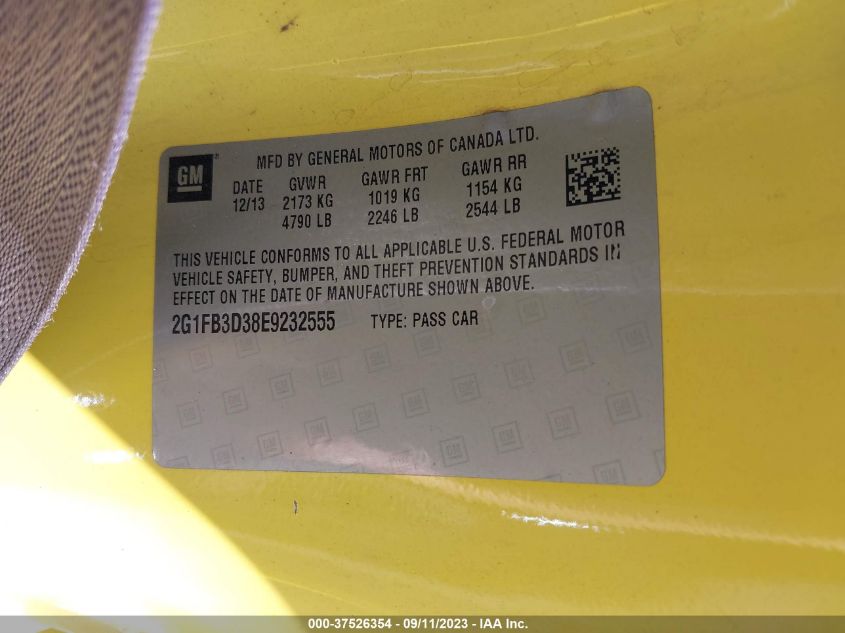 GM
MFD BY GENERAL MOTORS OF CANADA LTD.
DATE GVWR GAWR FRT GAWR RR
12/13 2173 KG 1019 KG 1154 KG
4790 LB 2246 LB 2544 LB
THIS VEHICLE CONFORMS TO ALL APPLICABLE U.S. FEDERAL MOTOR
VEHICLE SAFETY, BUMPER, AND THEFT PREVENTION STANDARDS IN
EFFECT ON THE DATE OF MANUFACTURE SHOWN ABOVE.
2G1FB3D38E9232555 TYPE: PASS CAR
000-37526354 - 09/11/2023 - IAA Inc.